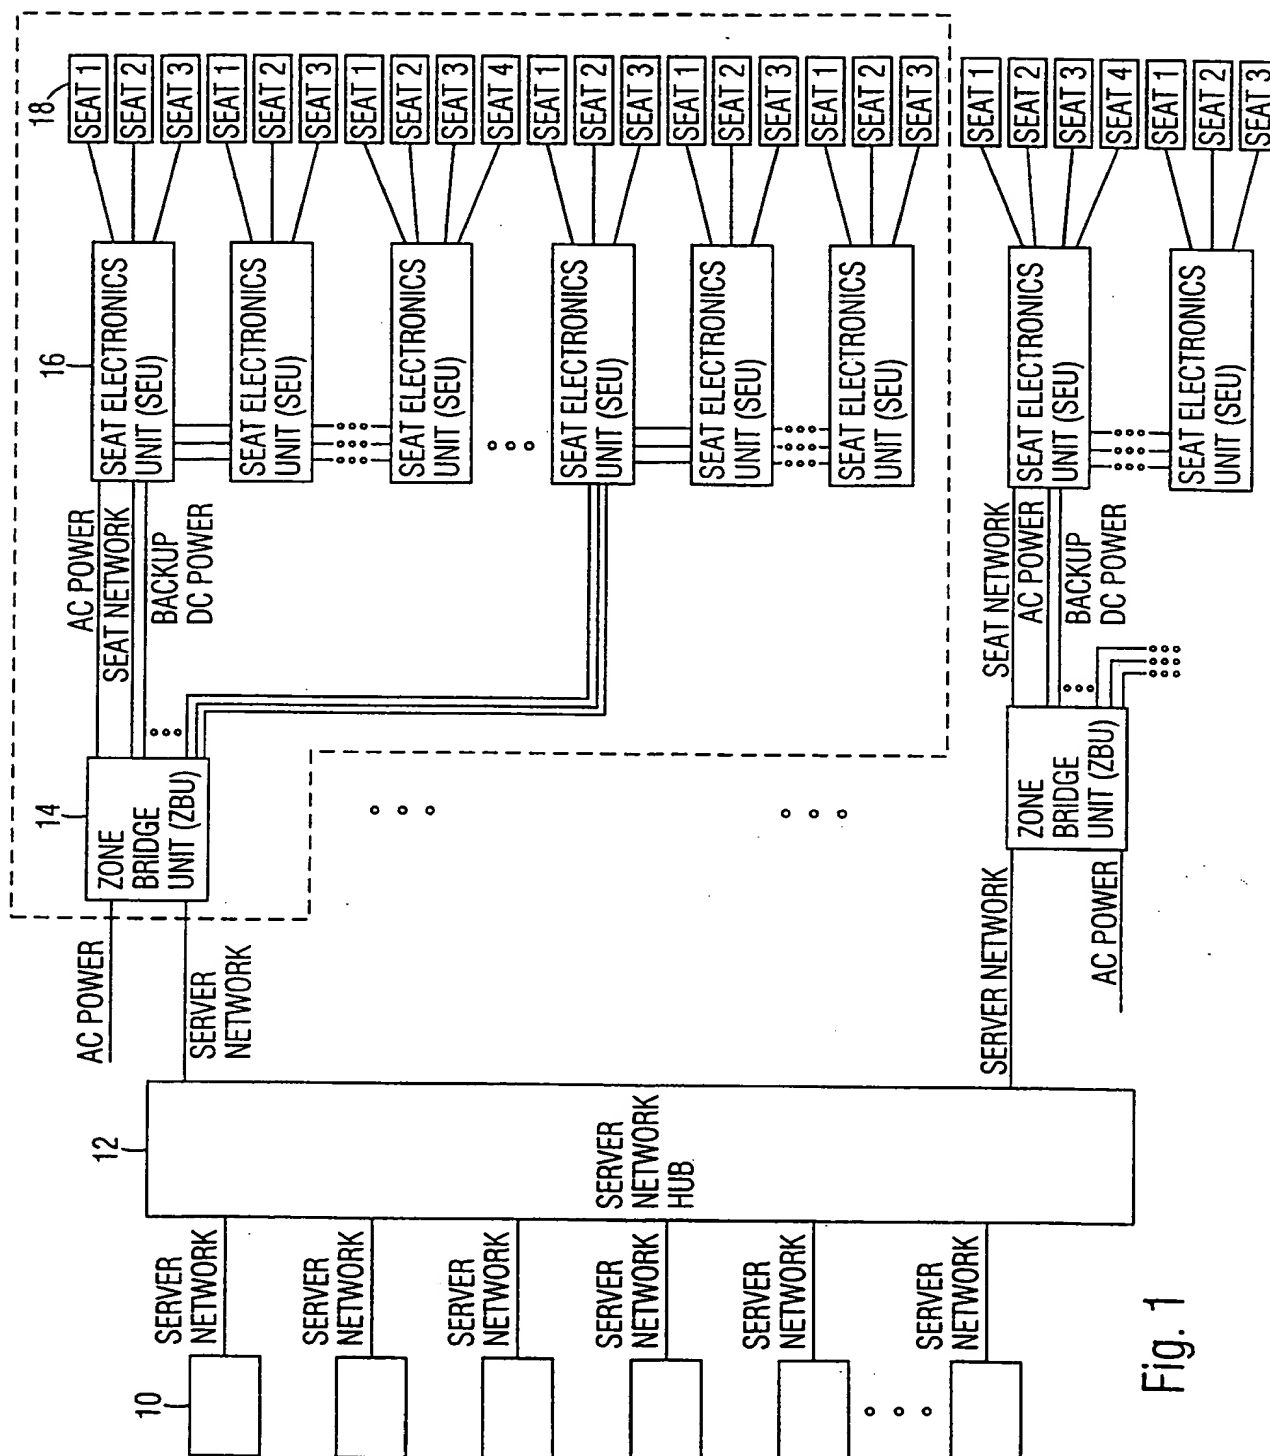 10
SERVER
NETWORK
SERVER
NETWORK
SERVER
NETWORK
SERVER
NETWORK
SERVER
NETWORK
SERVER
NETWORK
12
SERVER
NETWORK
HUB
AC POWER
SERVER
NETWORK
14
ZONE
BRIDGE
UNIT (ZBU)
AC POWER
SEAT NETWORK
BACKUP
DC POWER
16
SEAT ELECTRONICS
UNIT (SEU)
SEAT ELECTRONICS
UNIT (SEU)
SEAT ELECTRONICS
UNIT (SEU)
SEAT ELECTRONICS
UNIT (SEU)
SEAT ELECTRONICS
UNIT (SEU)
SEAT ELECTRONICS
UNIT (SEU)
18
SEAT 1
SEAT 2
SEAT 3
SEAT 1
SEAT 2
SEAT 3
SEAT 1
SEAT 2
SEAT 3
SEAT 4
SEAT 1
SEAT 2
SEAT 3
SEAT 1
SEAT 2
SEAT 3
SEAT 1
SEAT 2
SEAT 3
SERVER NETWORK
AC POWER
ZONE
BRIDGE
UNIT (ZBU)
SEAT NETWORK
AC POWER
BACKUP
DC POWER
SEAT ELECTRONICS
UNIT (SEU)
SEAT ELECTRONICS
UNIT (SEU)
SEAT 1
SEAT 2
SEAT 3
SEAT 4
SEAT 1
SEAT 2
SEAT 3
Fig. 1